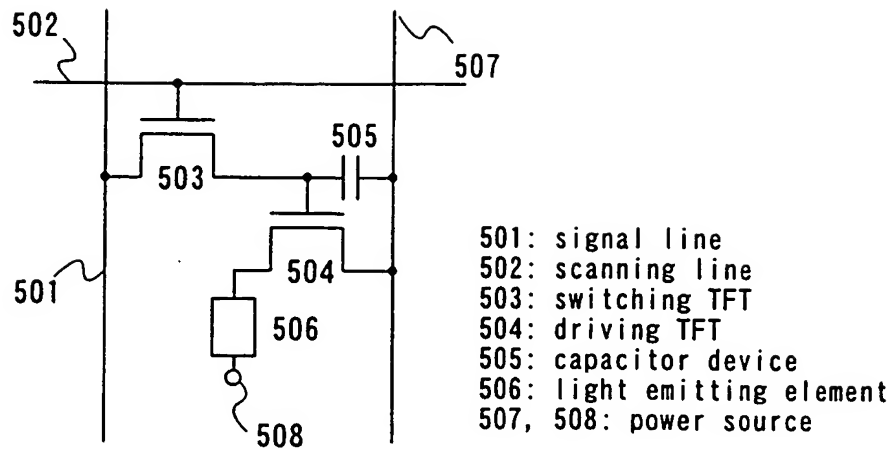 502
507
505
503
504
501
506
508
501: signal line
502: scanning line
503: switching TFT
504: driving TFT
505: capacitor device
506: light emitting element
507, 508: power source